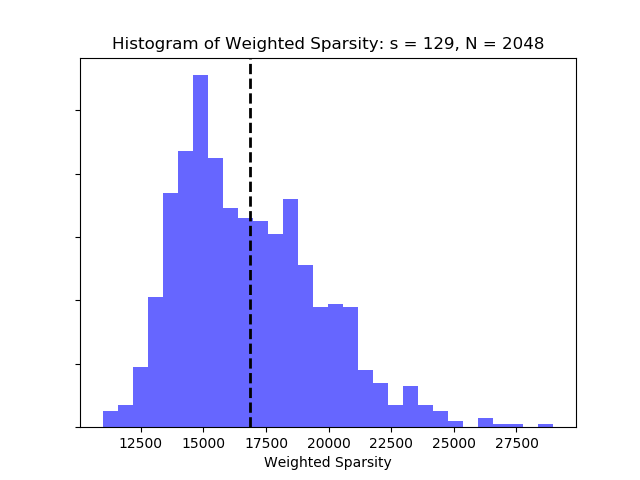 Histogram of Weighted Sparsity: s = 129, N = 2048
12500 15000 17500 20000 22500 25000 27500
Weighted Sparsity